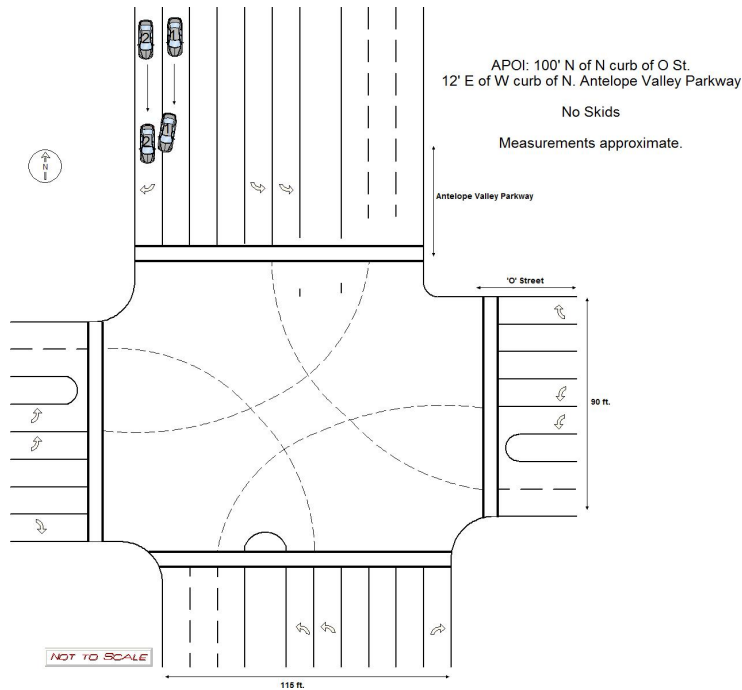 2
1
APOI: 100' N of N curb of O St.
12' E of W curb of N. Antelope Valley Parkway
No Skids
Measurements approximate.
2
1
N
Antelope Valley Parkway
'O' Street
90 ft.
NOT TO SCALE
115 ft.